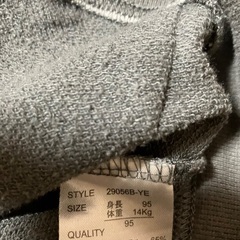 STYLE 29056B-YE
SIZE 身長 95
体重 14Kg
95
QUALITY